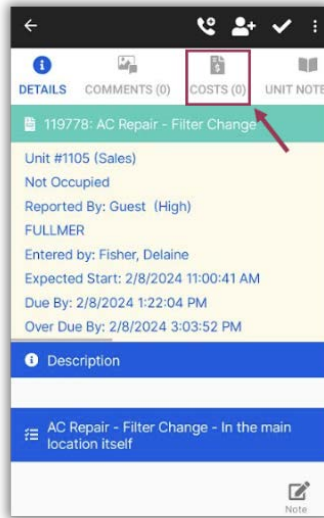 DETAILS COMMENTS (0) COSTS (0) UNIT NOTE
119778: AC Repair - Filter Change
Unit #1105 (Sales)
Not Occupied
Reported By: Guest (High)
FULLMER
Entered by: Fisher, Delaine
Expected Start: 2/8/2024 11:00:41 AM
Due By: 2/8/2024 1:22:04 PM
Over Due By: 2/8/2024 3:03:52 PM
Description
AC Repair - Filter Change - In the main
location itself
Note